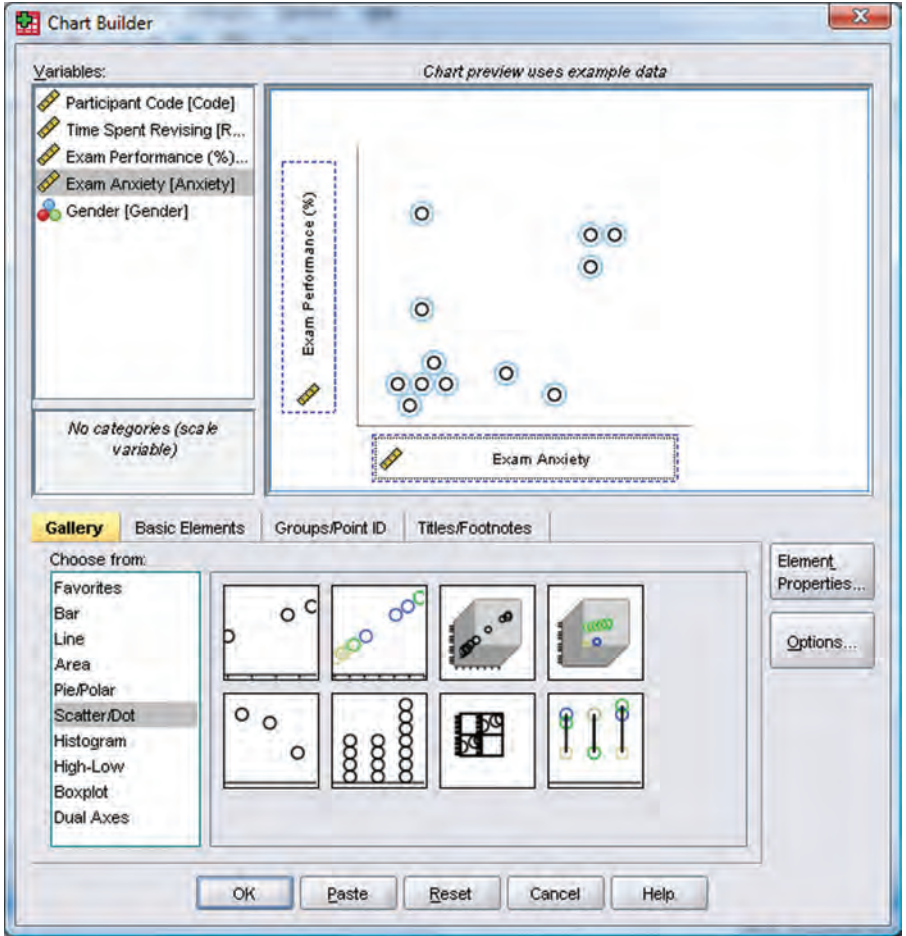 Chart Builder
Variables:
Chart preview uses example data
Participant Code [Code]
Time Spent Revising [R...
Exam Performance (%)...
Exam Anxiety [Anxiety]
Gender [Gender]
No categories (scale
variable)
Exam Performance (%)
Exam Anxiety
Gallery
Basic Elements
Groups/Point ID
Titles/Footnotes
Choose from:
Favorites
Bar
Line
Area
Pie/Polar
Scatter/Dot
Histogram
High-Low
Boxplot
Dual Axes
Element
Properties...
Options...
OK
Paste
Reset
Cancel
Help